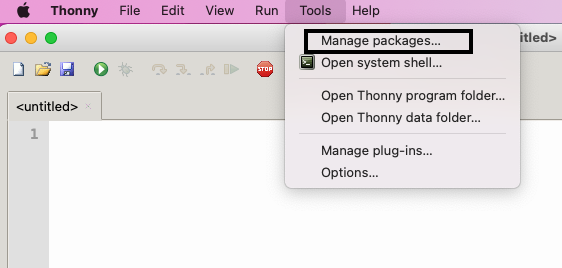 Thonny File Edit View Run Tools Help
Manage packages...
Open system shell...
Open Thonny program folder...
Open Thonny data folder...
Manage plug-ins...
Options...
titled>
STOP
<untitled> ×
1